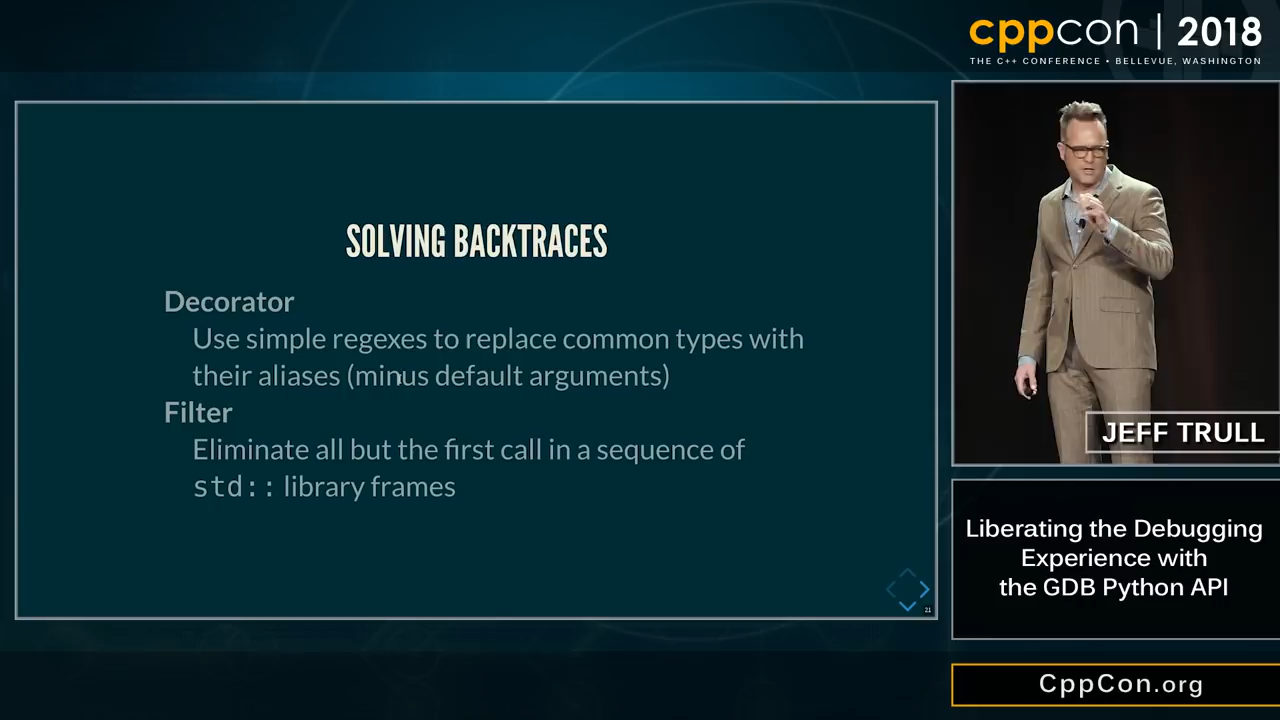 cppcon | 2018
THE C++ CONFERENCE • BELLEVUE, WASHINGTON
SOLVING BACKTRACES
Decorator
Use simple regexes to replace common types with
their aliases (minus default arguments)
Filter
Eliminate all but the first call in a sequence of
std:: library frames
21
JEFF TRULL
Liberating the Debugging
Experience with
the GDB Python API
CppCon.org